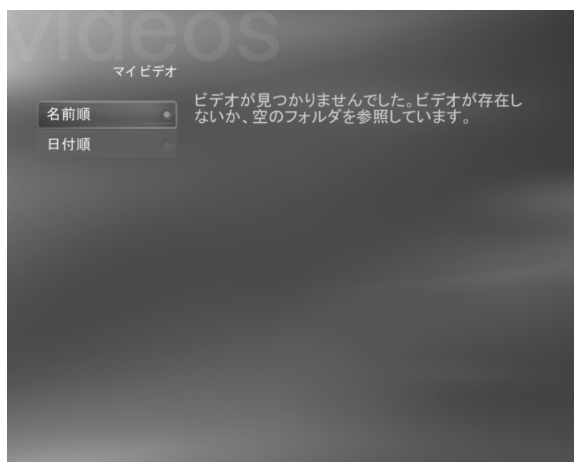 videos
マイビデオ
名前順
日付順
ビデオが見つかりませんでした。ビデオが存在し
ないか、空のフォルダを参照しています。